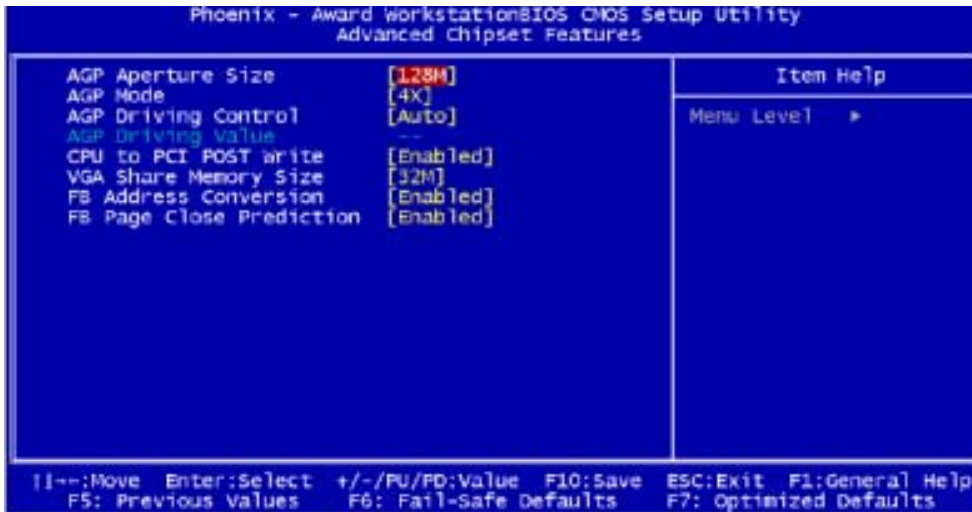 Phoenix - Award WorkstationBIOS CMOS Setup Utility
Advanced Chipset Features
AGP Aperture Size [128M]
AGP Mode [4X]
AGP Driving Control [Auto]
AGP Driving Value --
CPU to PCI POST Write [Enabled]
VGA Share Memory Size [32M]
FB Address Conversion [Enabled]
FB Page Close Prediction [Enabled]
Item Help
Menu Level ►
↑↓→←:Move Enter:Select +/-/PU/PD:Value F10:Save ESC:Exit F1:General Help
F5: Previous Values F6: Fail-Safe Defaults F7: Optimized Defaults